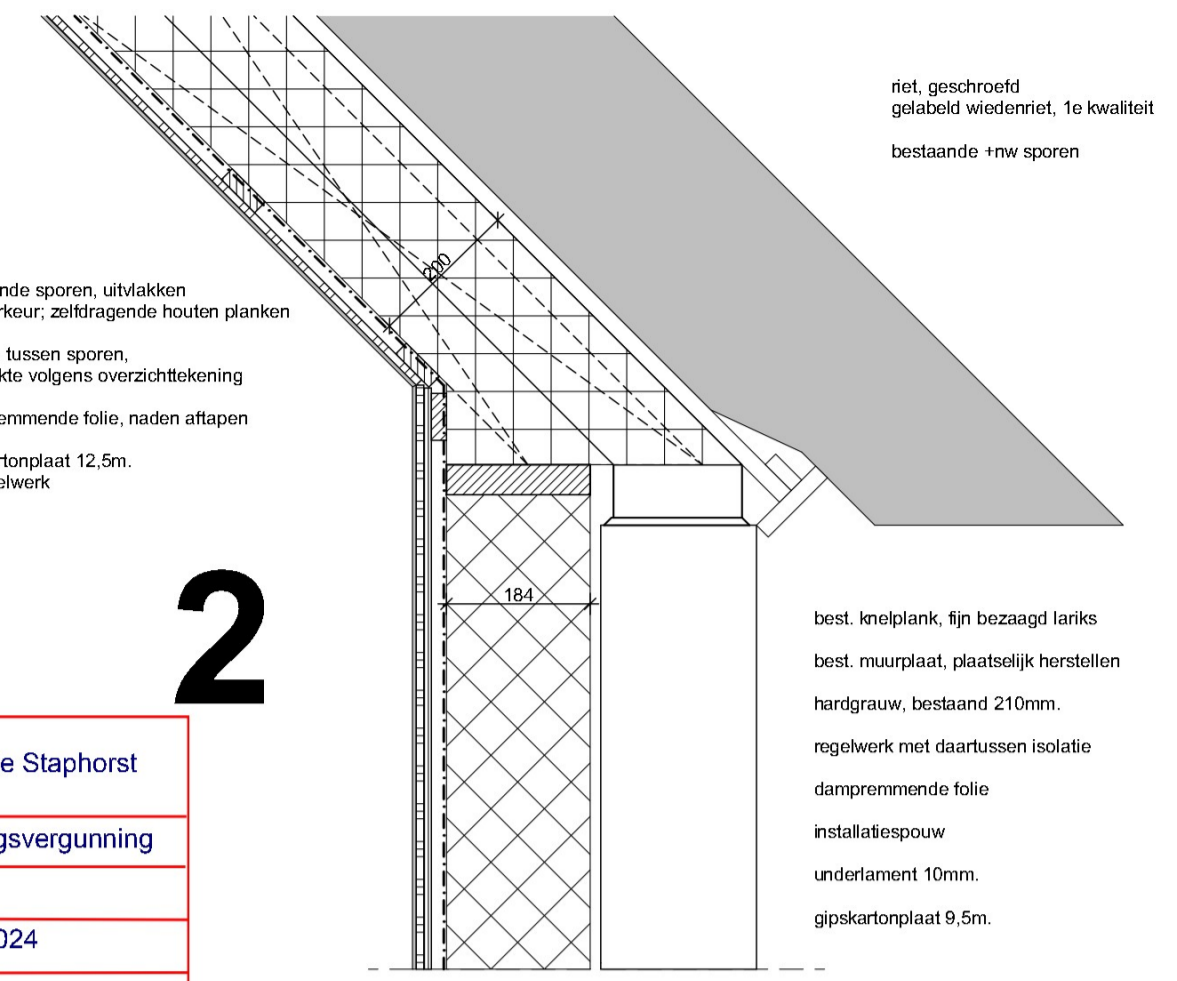 riet, geschroefd
gelabeld wiedenriet, 1e kwaliteit
bestaande +nw sporen
nde sporen, uitvlakken
rkeur; zelfdragende houten planken
tussen sporen,
kte volgens overzichttekening
emmende folie, naden aftapen
rtonplaat 12,5m.
elwerk
200
184
2
e Staphorst
gsvergunning
024
best. knelplank, fijn bezaagd lariks
best. muurplaat, plaatselijk herstellen
hardgrauw, bestaand 210mm.
regelwerk met daartussen isolatie
dampremmende folie
installatiespouw
underlament 10mm.
gipskartonplaat 9,5m.